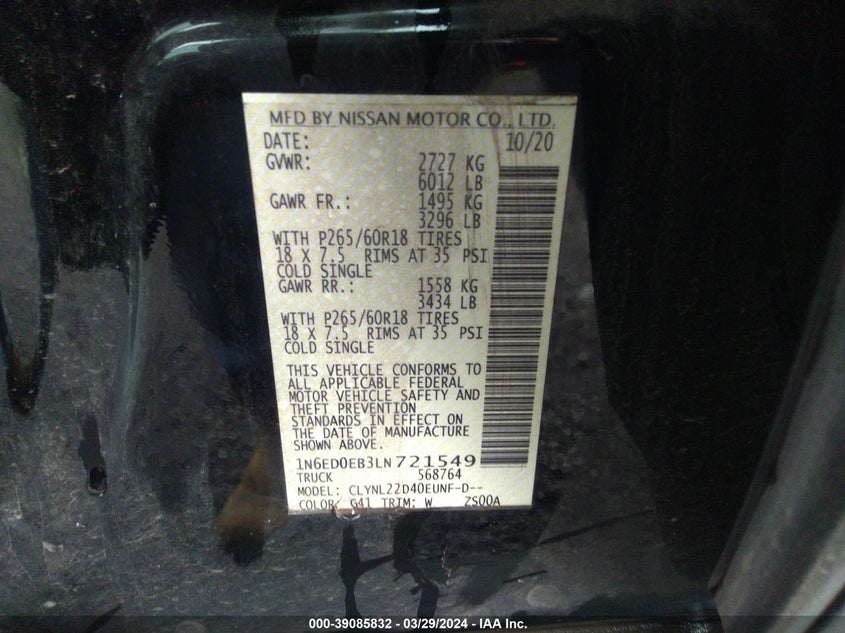 MFD BY NISSAN MOTOR CO., LTD.
DATE: 10/20
GVWR: 2727 KG
6012 LB
GAWR FR.: 1495 KG
3296 LB
WITH P265/60R18 TIRES
18 X 7.5 RIMS AT 35 PSI
COLD SINGLE
GAWR RR.: 1558 KG
3434 LB
WITH P265/60R18 TIRES
18 X 7.5 RIMS AT 35 PSI
COLD SINGLE
THIS VEHICLE CONFORMS TO
ALL APPLICABLE FEDERAL
MOTOR VEHICLE SAFETY AND
THEFT PREVENTION
STANDARDS IN EFFECT ON
THE DATE OF MANUFACTURE
SHOWN ABOVE.
1N6ED0EB3LN721549
TRUCK 568764
MODEL: CLYNL22D40EUNF-D--
COLOR: G41 TRIM: W ZS00A
000-39085832 - 03/29/2024 - IAA Inc.